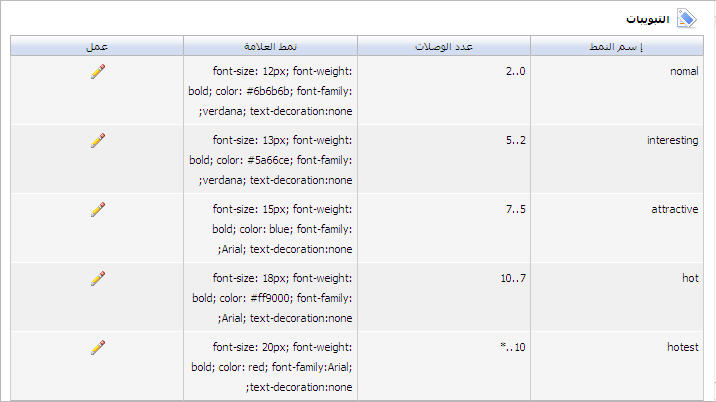 التبويبات
إ سم النمط عدد الوصلات نمط العلامة عمل
nomal 2..0 font-size: 12px; font-weight:
bold; color: #6b6b6b; font-family:
;verdana; text-decoration:none
interesting 5..2 font-size: 13px; font-weight:
bold; color: #5a66ce; font-family:
;verdana; text-decoration:none
attractive 7..5 font-size: 15px; font-weight:
bold; color: blue; font-family:
;Arial; text-decoration:none
hot 10..7 font-size: 18px; font-weight:
bold; color: #ff9000; font-family:
;Arial; text-decoration:none
hotest *..10 font-size: 20px; font-weight:
bold; color: red; font-family:Arial;
;text-decoration:none